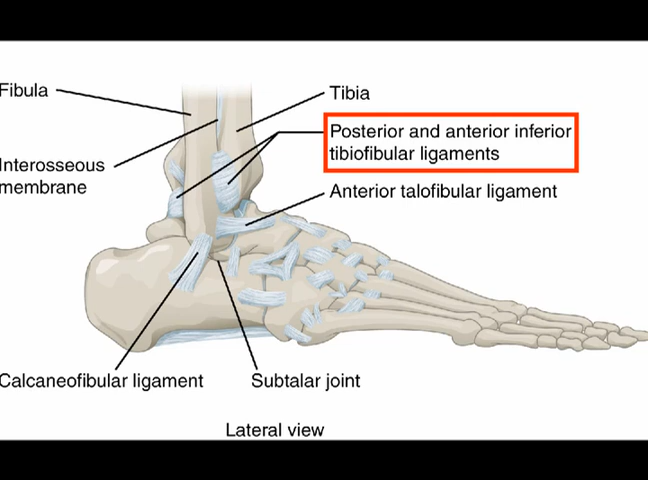 Fibula
Tibia
Posterior and anterior inferior
tibiofibular ligaments
Interosseous
membrane
Anterior talofibular ligament
Calcaneofibular ligament
Subtalar joint
Lateral view